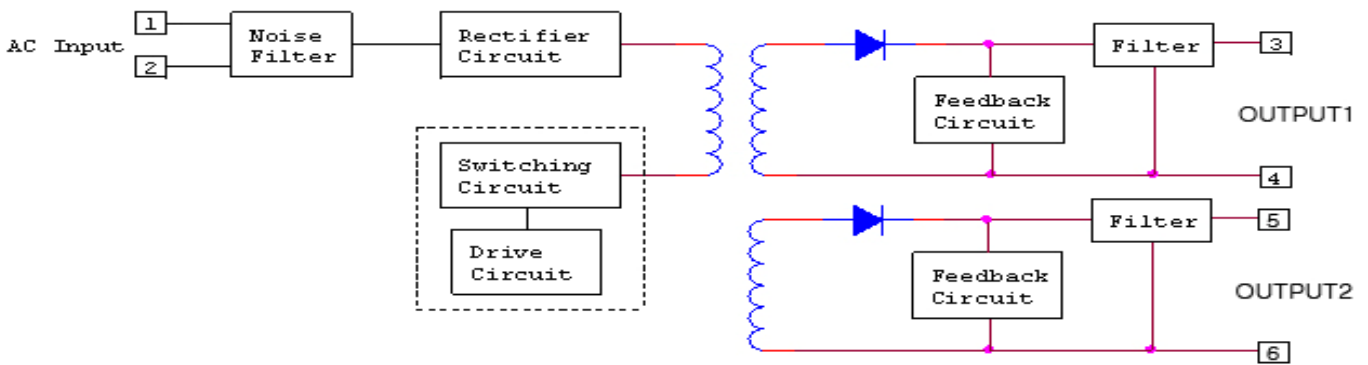 AC Input
1
2
Noise
Filter
Rectifier
Circuit
Switching
Circuit
Drive
Circuit
Feedback
Circuit
Filter
3
OUTPUT1
4
Feedback
Circuit
Filter
5
OUTPUT2
6